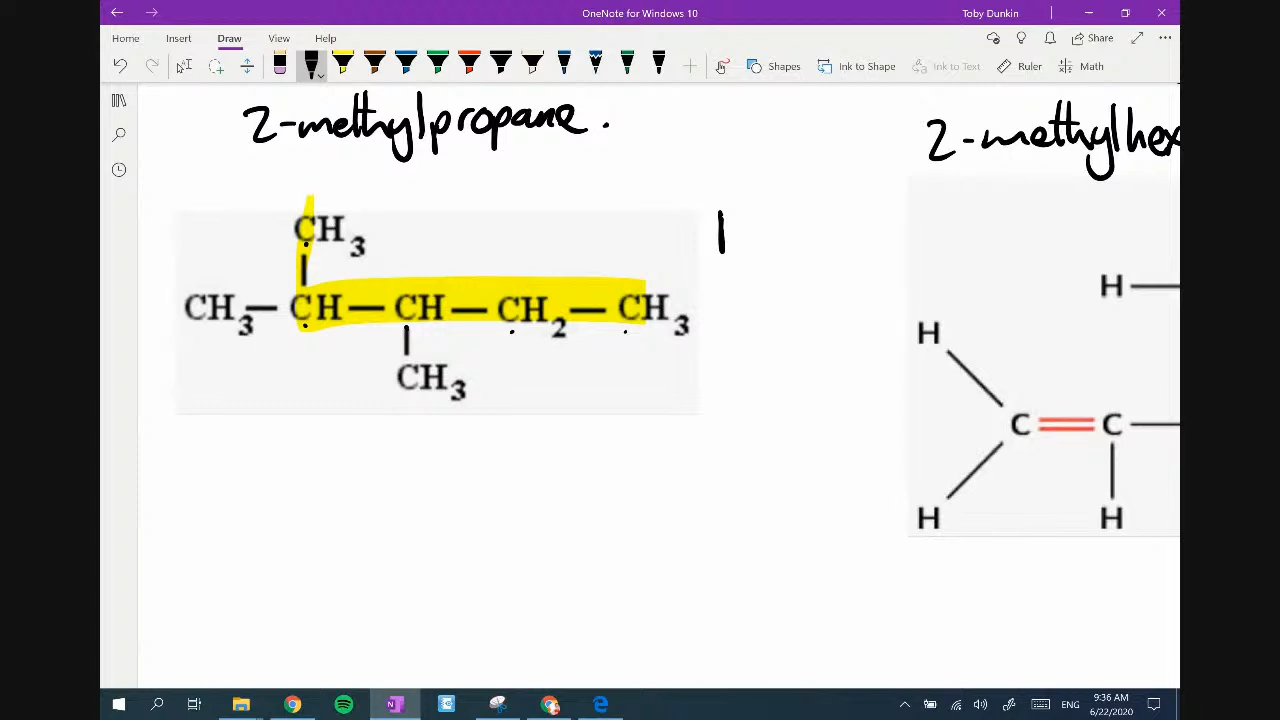 OneNote for Windows 10
Toby Dunkin
Home Insert Draw View Help
Share
Shapes Ink to Shape Ink to Text Ruler Math
2-methylpropane.
2-methylhex
CH3
CH3 CH CH CH2 CH3
CH3
1
H
H
C C
H H
9:36 AM
ENG
6/22/2020